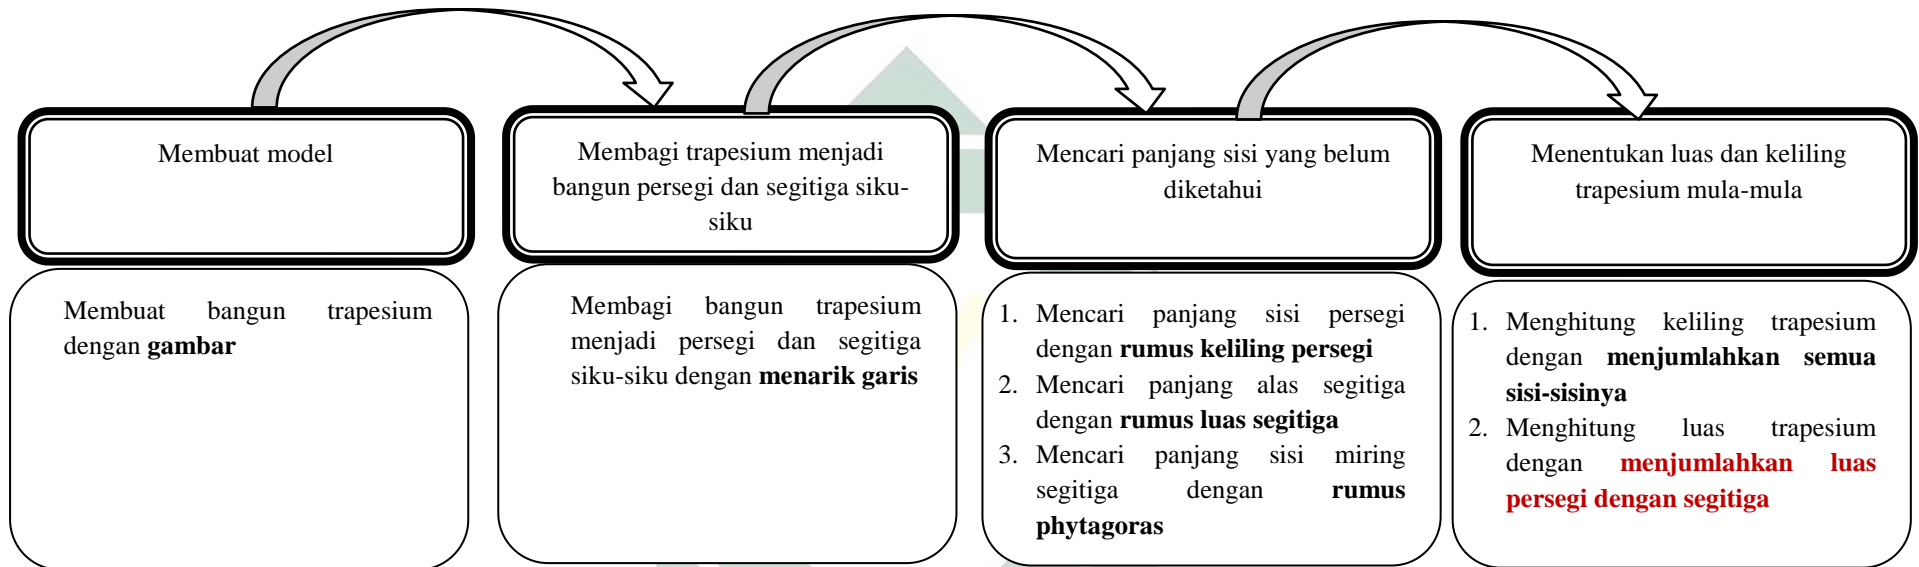 Membuat model
Membagi trapesium menjadi
bangun persegi dan segitiga siku-
siku
Mencari panjang sisi yang belum
diketahui
Menentukan luas dan keliling
trapesium mula-mula
Membuat bangun trapesium
dengan gambar
Membagi bangun trapesium
menjadi persegi dan segitiga
siku-siku dengan menarik garis
1. Mencari panjang sisi persegi
dengan rumus keliling persegi
2. Mencari panjang alas segitiga
dengan rumus luas segitiga
3. Mencari panjang sisi miring
segitiga dengan rumus
phytagoras
1. Menghitung keliling trapesium
dengan menjumlahkan semua
sisi-sisinya
2. Menghitung luas trapesium
dengan menjumlahkan luas
persegi dengan segitiga